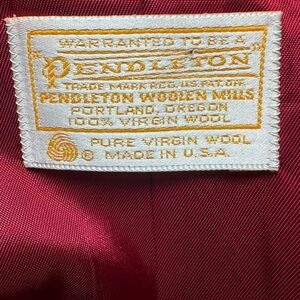 WARRANTED TO BE A
"PENDLETON"
TRADE MARK REG. U.S. PAT. OFF.
PENDLETON WOOLEN MILLS
PORTLAND, OREGON
100% VIRGIN WOOL
PURE VIRGIN WOOL
® MADE IN U.S.A.